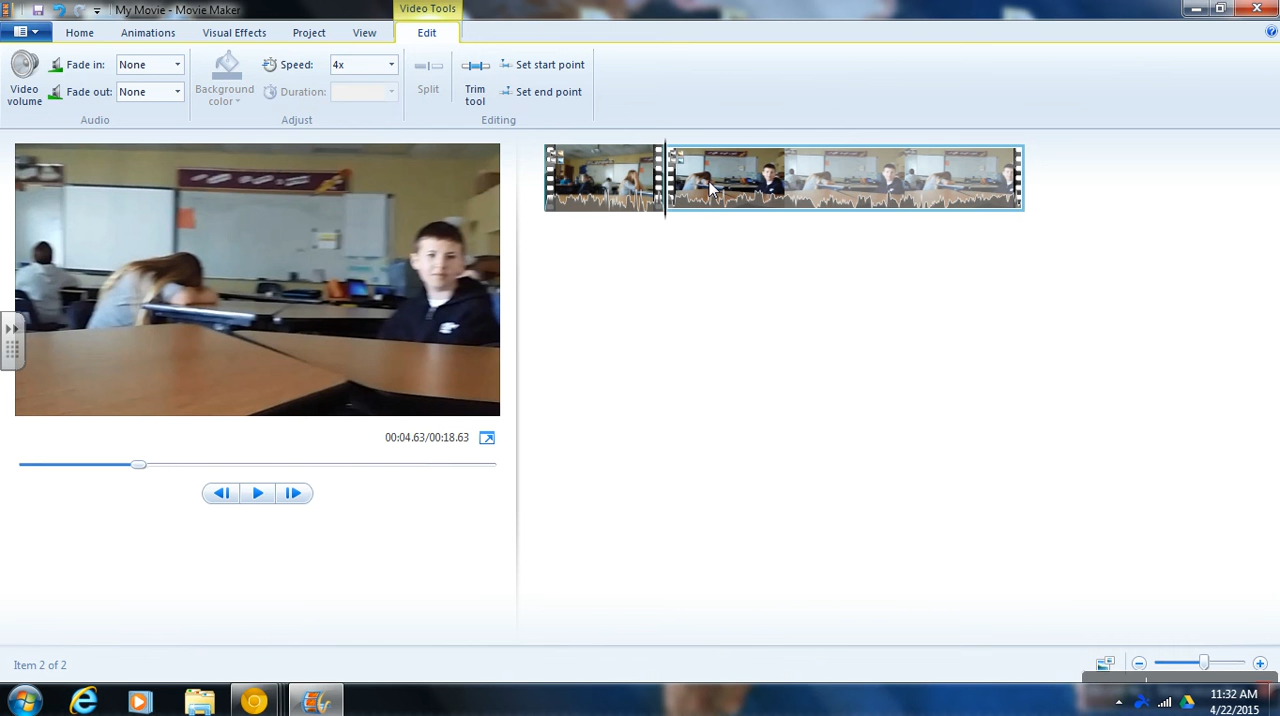 My Movie - Movie Maker
Video Tools
Home Animations Visual Effects Project View Edit
Video volume
Fade in: None
Fade out: None
Audio
Background color
Speed: 4x
Duration:
Adjust
Split
Trim tool
Set start point
Set end point
Editing
00:04.63/00:18.63
Item 2 of 2
11:32 AM
4/22/2015